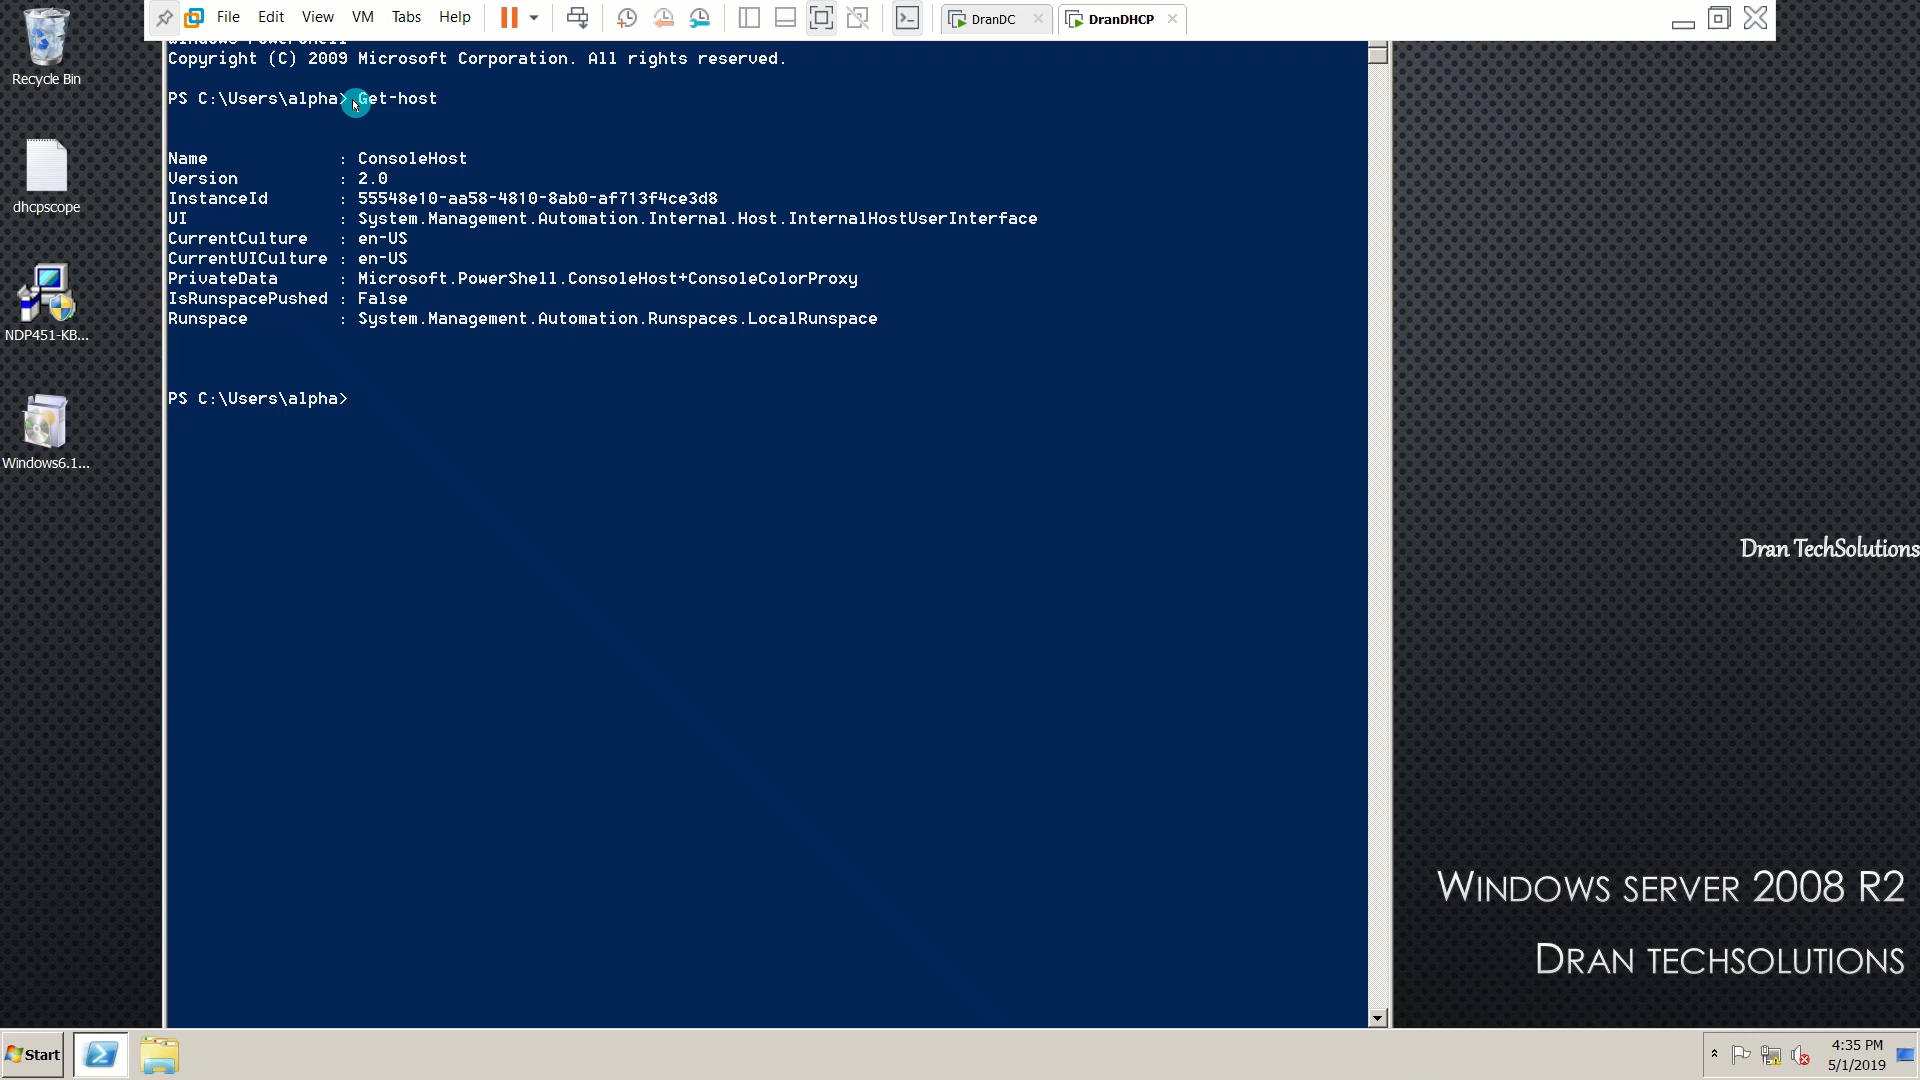 File Edit View VM Tabs Help DranDC DranDHCP
Windows PowerShell
Copyright (C) 2009 Microsoft Corporation. All rights reserved.
PS C:\Users\alpha> Get-host
Name : ConsoleHost
Version : 2.0
InstanceId : 55548e10-aa58-4810-8ab0-af713f4ce3d8
UI : System.Management.Automation.Internal.Host.InternalHostUserInterface
CurrentCulture : en-US
CurrentUICulture : en-US
PrivateData : Microsoft.PowerShell.ConsoleHost+ConsoleColorProxy
IsRunspacePushed : False
Runspace : System.Management.Automation.Runspaces.LocalRunspace
PS C:\Users\alpha>
Recycle Bin
dhcpscope
NDP451-KB...
Windows6.1...
Dran TechSolutions
WINDOWS SERVER 2008 R2
DRAN TECHSOLUTIONS
Start
4:35 PM
5/1/2019